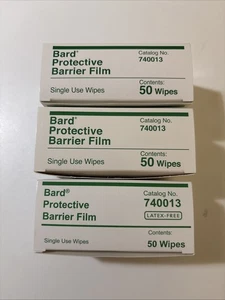 Bard®
Protective
Barrier Film
Catalog No.
740013
Single Use Wipes
Contents:
50 Wipes
Bard®
Protective
Barrier Film
Catalog No.
740013
Single Use Wipes
Contents:
50 Wipes
Bard®
Protective
Barrier Film
Catalog No.
740013
LATEX-FREE
Single Use Wipes
Contents:
50 Wipes